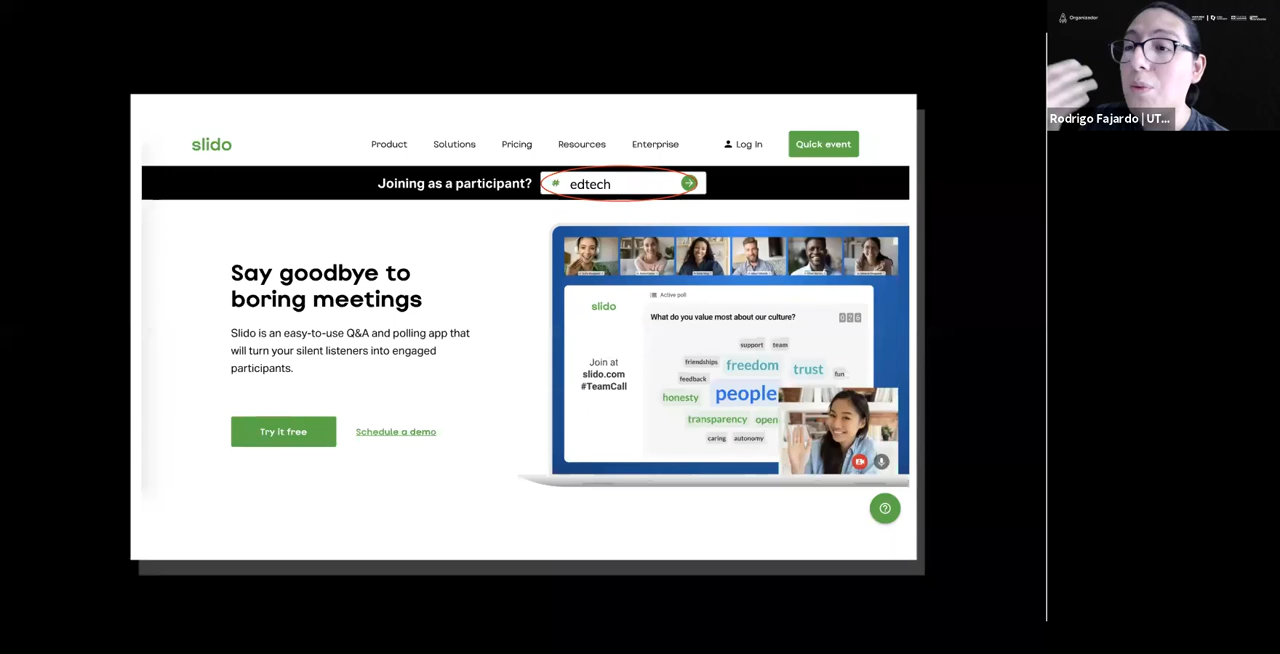 Organizador
Rodrigo Fajardo | UT...
slido
Product
Solutions
Pricing
Resources
Enterprise
Log In
Quick event
Joining as a participant?
# edtech
Say goodbye to
boring meetings
Slido is an easy-to-use Q&A and polling app that
will turn your silent listeners into engaged
participants.
Try it free
Schedule a demo
slido
Join at
slido.com
#TeamCall
Active poll
What do you value most about our culture?
support
team
friendships
freedom
trust
fun
feedback
honesty
people
transparency
open
caring
autonomy